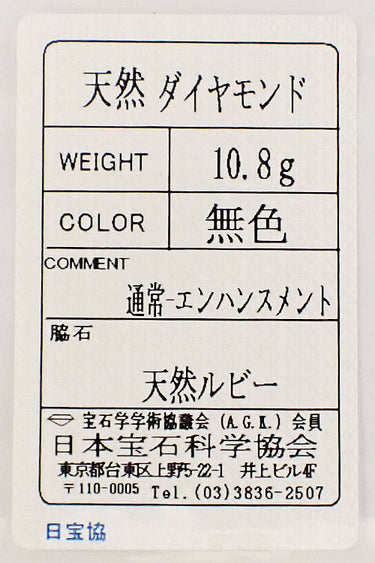 天然 ダイヤモンド
WEIGHT 10.8g
COLOR 無色
COMMENT
通常-エンハンスメント
脇石
天然ルビー
宝石学学術協議会 (A.G.K.) 会員
日本宝石科学協会
東京都台東区上野5-22-1 井上ビル4F
〒110-0005 Tel.(03)3836-2507
日宝協